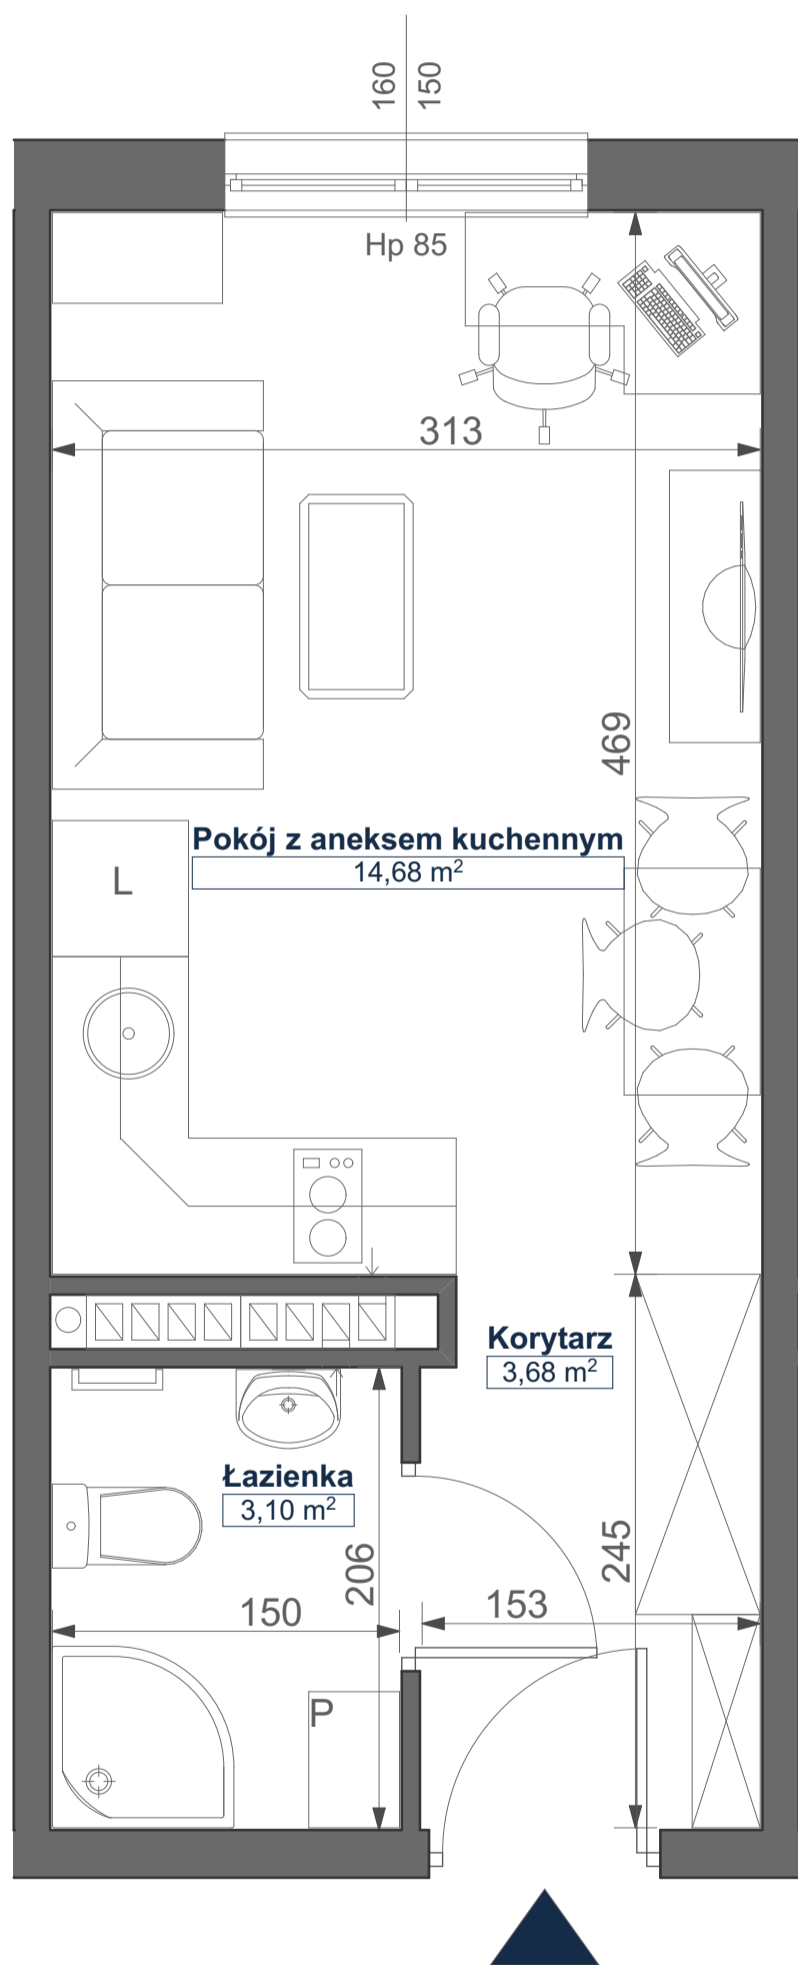 160
150
Hp 85
313
469
Pokój z aneksem kuchennym
14,68 m²
L
Korytarz
3,68 m²
Łazienka
3,10 m²
206
245
150
153
P